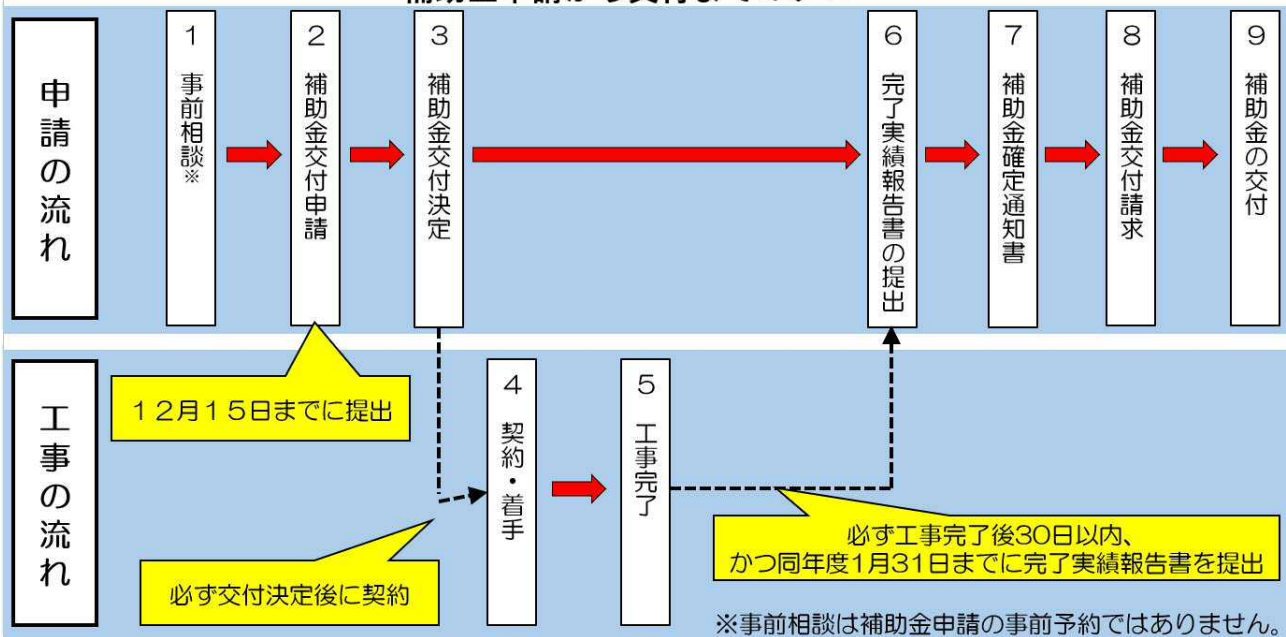 申請の流れ
1 事前相談※
2 補助金交付申請
3 補助金交付決定
6 完了実績報告書の提出
7 補助金確定通知書
8 補助金交付請求
9 補助金の交付
12月15日までに提出
工事の流れ
4 契約・着手
5 工事完了
必ず交付決定後に契約
必ず工事完了後30日以内、
かつ同年度1月31日までに完了実績報告書を提出
※事前相談は補助金申請の事前予約ではありません。